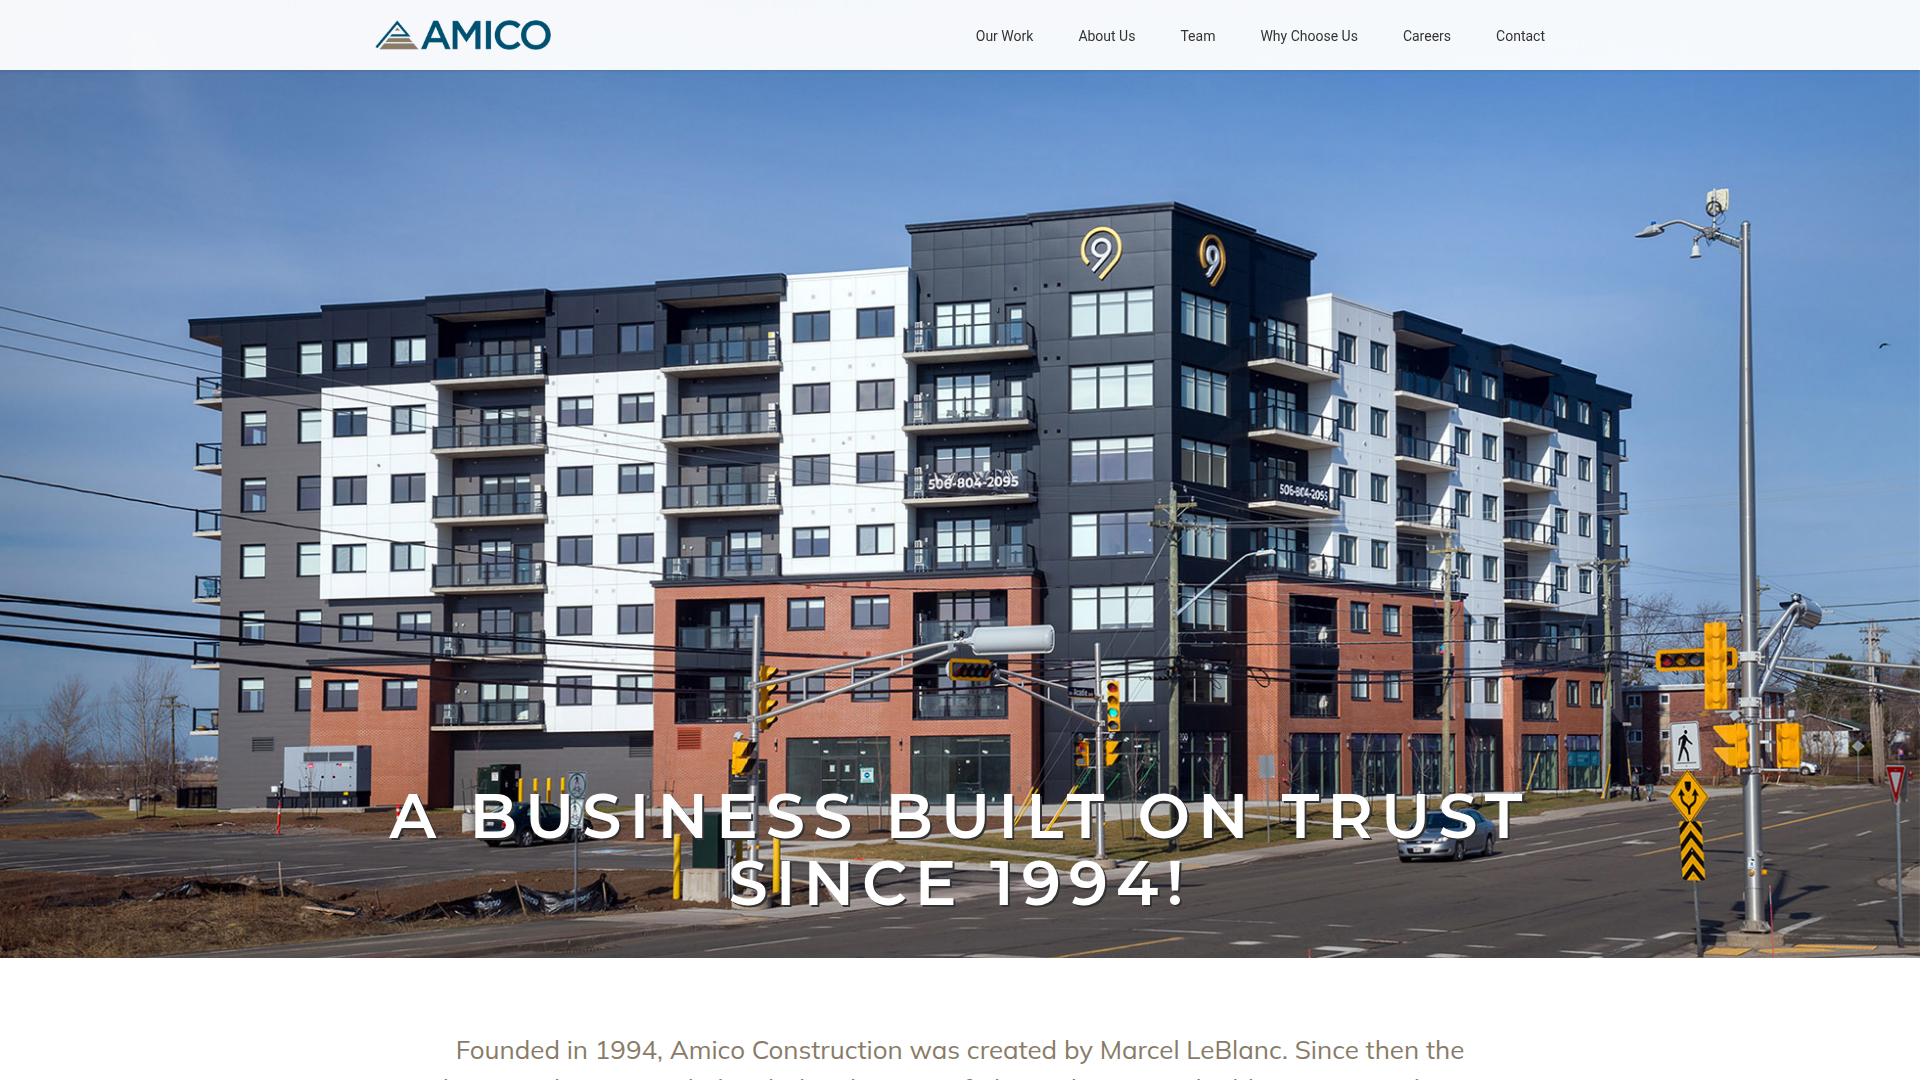 AMICO
Our Work
About Us
Team
Why Choose Us
Careers
Contact
9
9
506-804-2095
506-804-2095
A BUSINESS BUILT ON TRUST
SINCE 1994!
Founded in 1994, Amico Construction was created by Marcel LeBlanc. Since then the